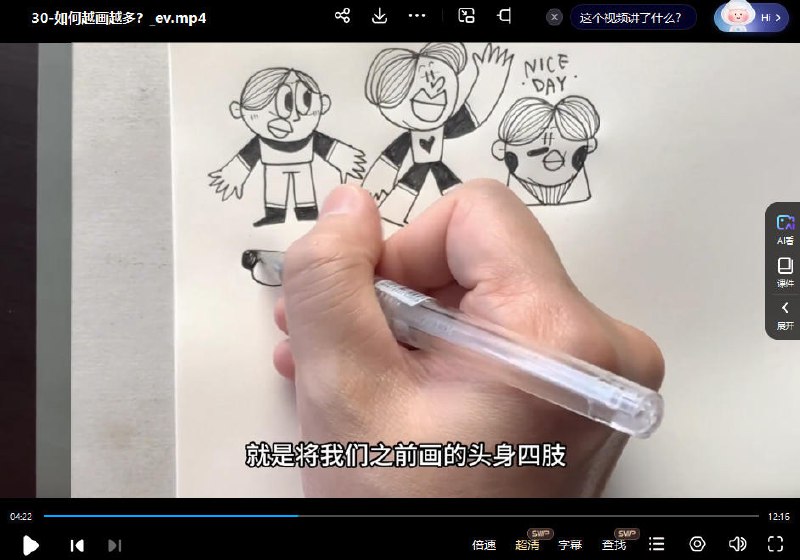 30-如何越画越多？_ev.mp4
这个视频讲了什么?
Hi
NICE
DAY
AI看
课件
展开
就是将我们之前画的头身四肢
04:22
12:16
倍速
超清
SVIP
字幕
查找
SVIP